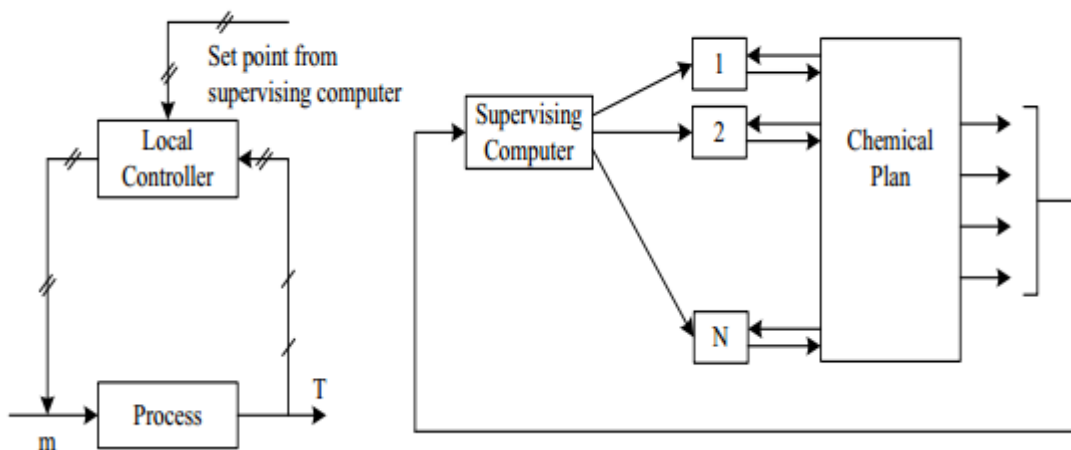 Set point from
supervising computer
Local
Controller
Process
T
m
Supervising
Computer
1
2
N
Chemical
Plan